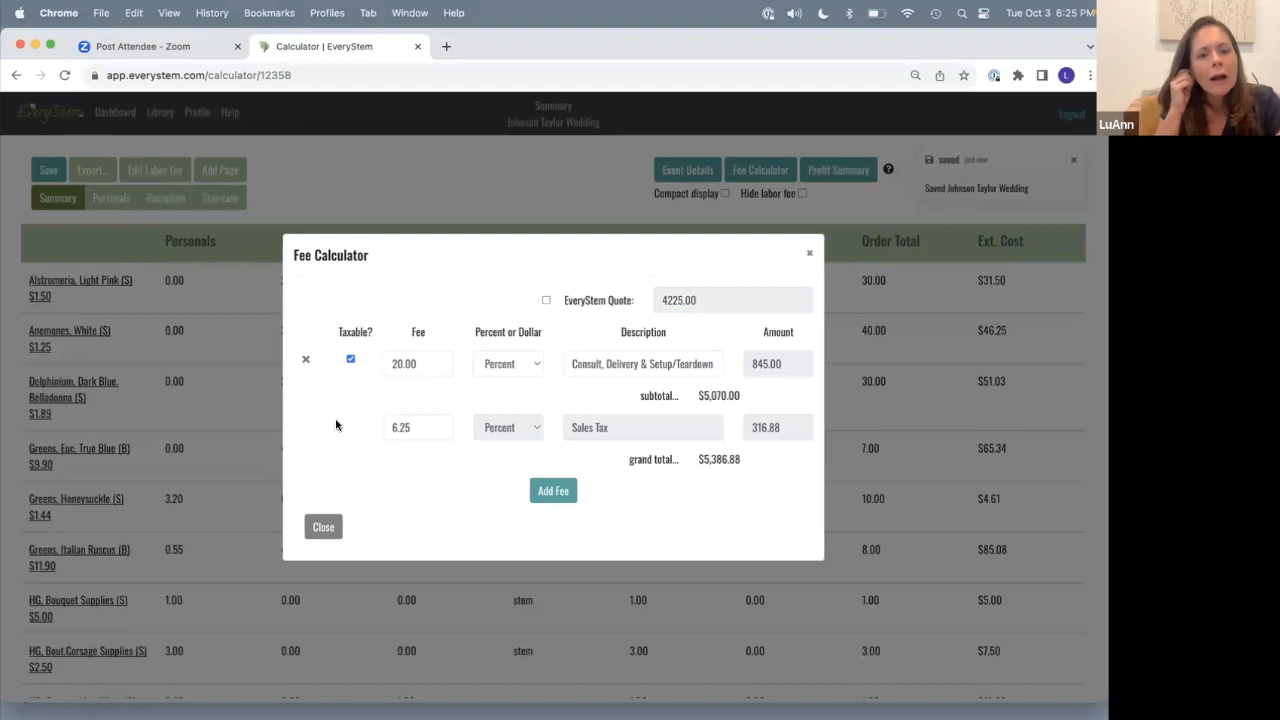 Chrome File Edit View History Bookmarks Profiles Tab Window Help Tue Oct 3 6:25 PM
Post Attendee - Zoom Calculator | EveryStem
app.everystem.com/calculator/12358 L
EveryStem Dashboard Library Profile Help Summary Logout
Johnson Taylor Wedding
LuAnn
Save Export... Edit Labor Fee Add Page Event Details Fee Calculator Profit Summary saved just now
Summary Personals Reception Staircase Compact display Hide labor fee Saved Johnson Taylor Wedding
Personals Order Total Ext. Cost
Fee Calculator
EveryStem Quote: 4225.00
Taxable? Fee Percent or Dollar Description Amount
20.00 Percent Consult, Delivery & Setup/Teardown 845.00
subtotal... $5,070.00
6.25 Percent Sales Tax 316.88
grand total... $5,386.88
Add Fee
Close
Alstromeria, Light Pink (S) 0.00 30.00 $31.50
$1.50
Anemones, White (S) 0.00 40.00 $46.25
$1.25
Delphinium, Dark Blue, 0.00 30.00 $51.03
Belladonna (S)
$1.89
Greens, Euc, True Blue (B) 0.00 7.00 $65.34
$9.90
Greens, Honeysuckle (S) 3.20 10.00 $4.61
$1.44
Greens, Italian Ruscus (B) 0.55 8.00 $85.08
$11.90
HG, Bouquet Supplies (S) 1.00 0.00 0.00 stem 1.00 0.00 1.00 $5.00
$5.00
HG, Bout.Corsage Supplies (S) 3.00 0.00 0.00 stem 3.00 0.00 3.00 $7.50
$2.50